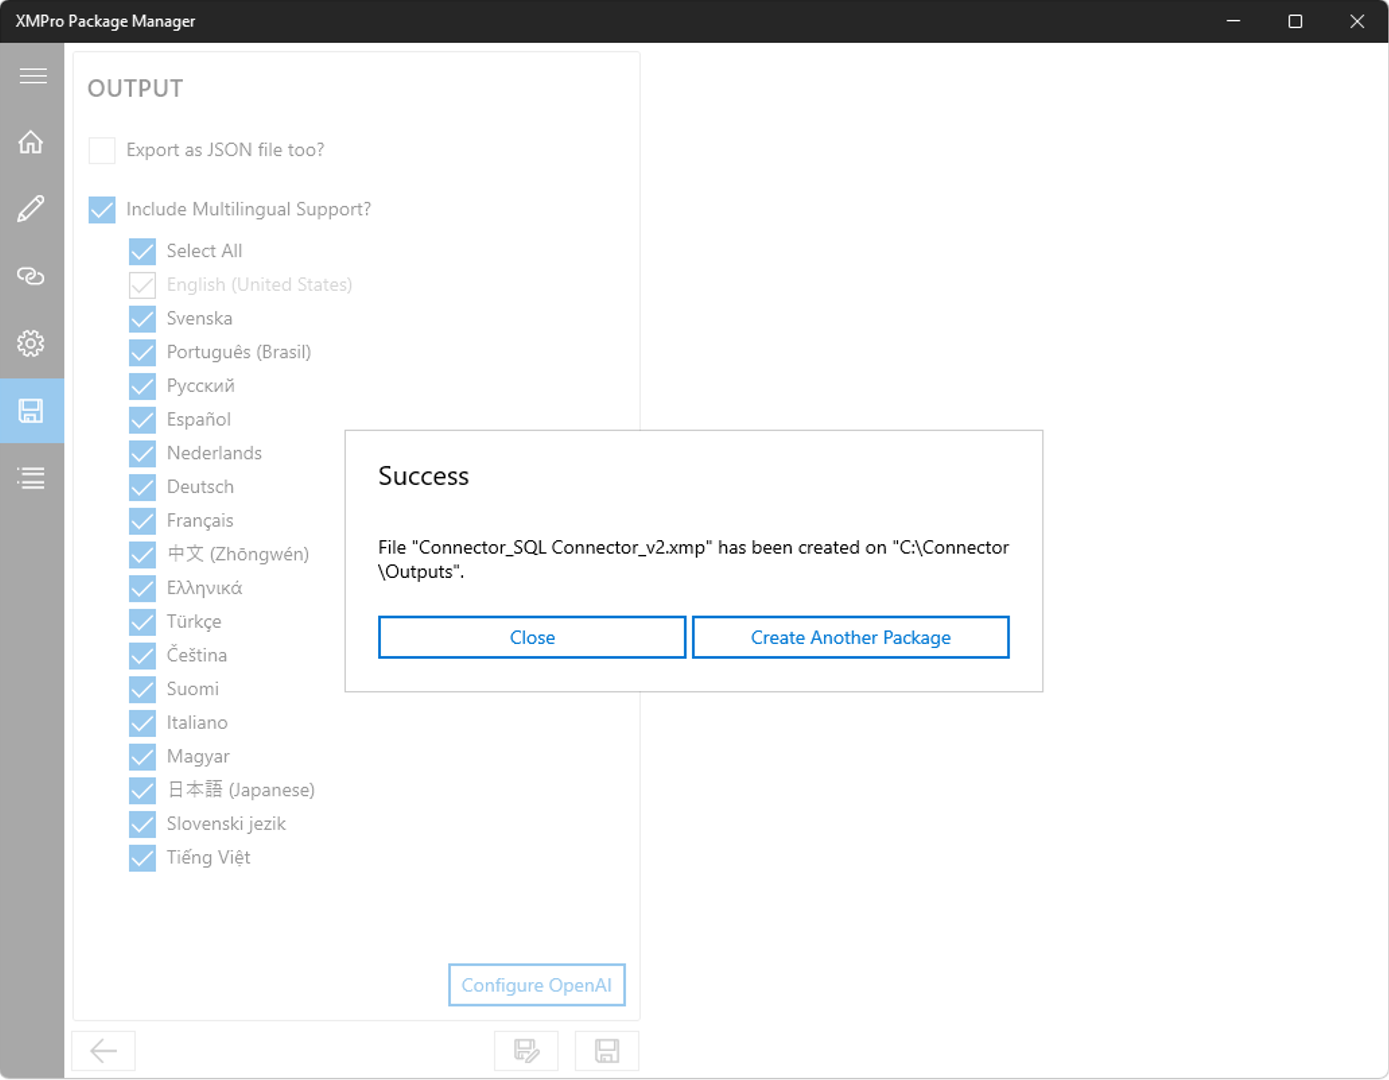 XMPro Package Manager
OUTPUT
Export as JSON file too?
Include Multilingual Support?
Select All
English (United States)
Svenska
Português (Brasil)
Русский
Español
Nederlands
Deutsch
Français
中文 (Zhōngwén)
Ελληνικά
Türkçe
Čeština
Suomi
Italiano
Magyar
日本語 (Japanese)
Slovenski jezik
Tiếng Việt
Success
File "Connector_SQL Connector_v2.xmp" has been created on "C:\Connector
\Outputs".
Close
Create Another Package
Configure OpenAI